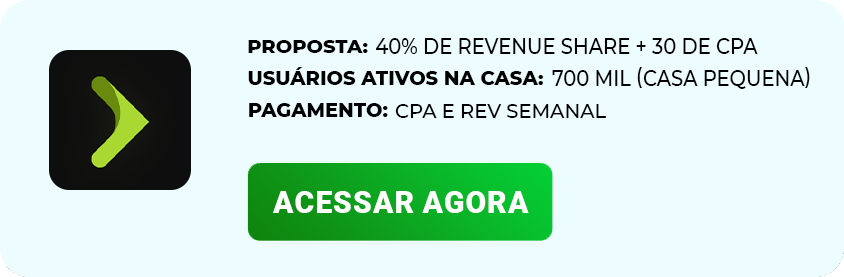 PROPOSTA: 40% DE REVENUE SHARE + 30 DE CPA
USUÁRIOS ATIVOS NA CASA: 700 MIL (CASA PEQUENA)
PAGAMENTO: CPA E REV SEMANAL
ACESSAR AGORA